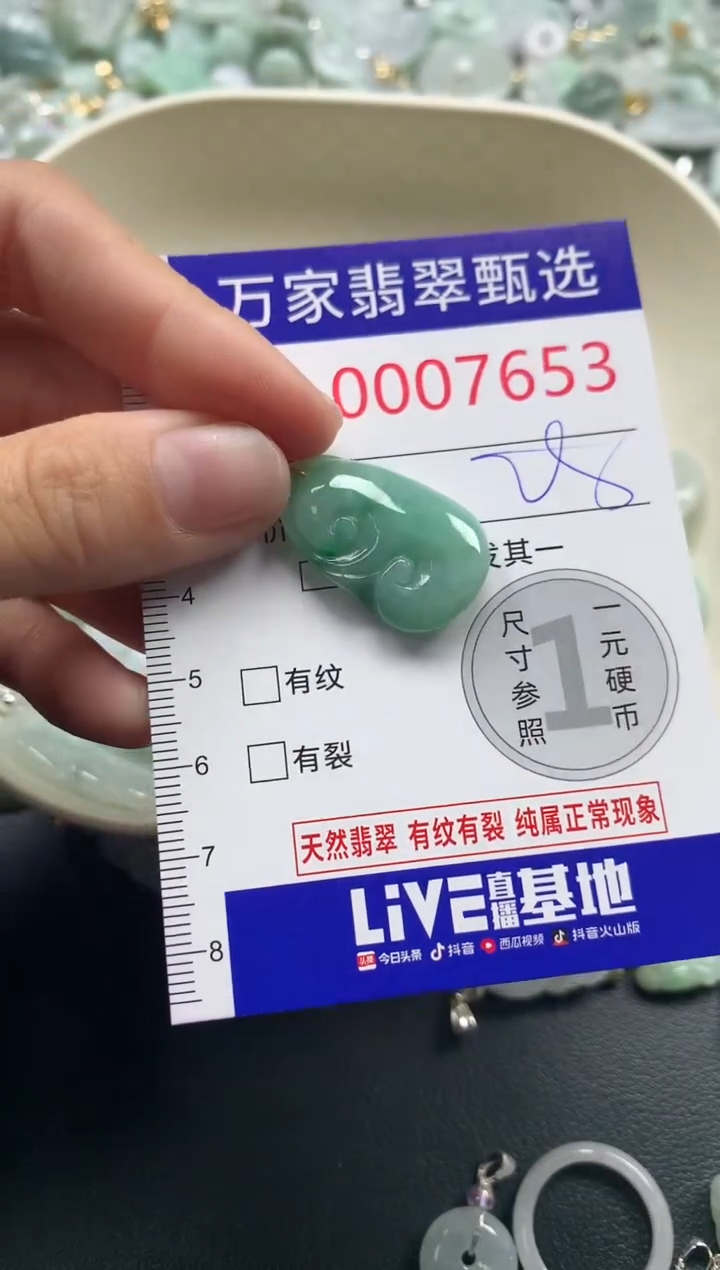 万家翡翠甄选
0007653
发其一
4
5
有纹
6
有裂
尺寸参照
1
一元硬币
天然翡翠 有纹有裂 纯属正常现象
7
LiVE直播基地
8
头条 今日头条 抖音 西瓜视频 抖音火山版